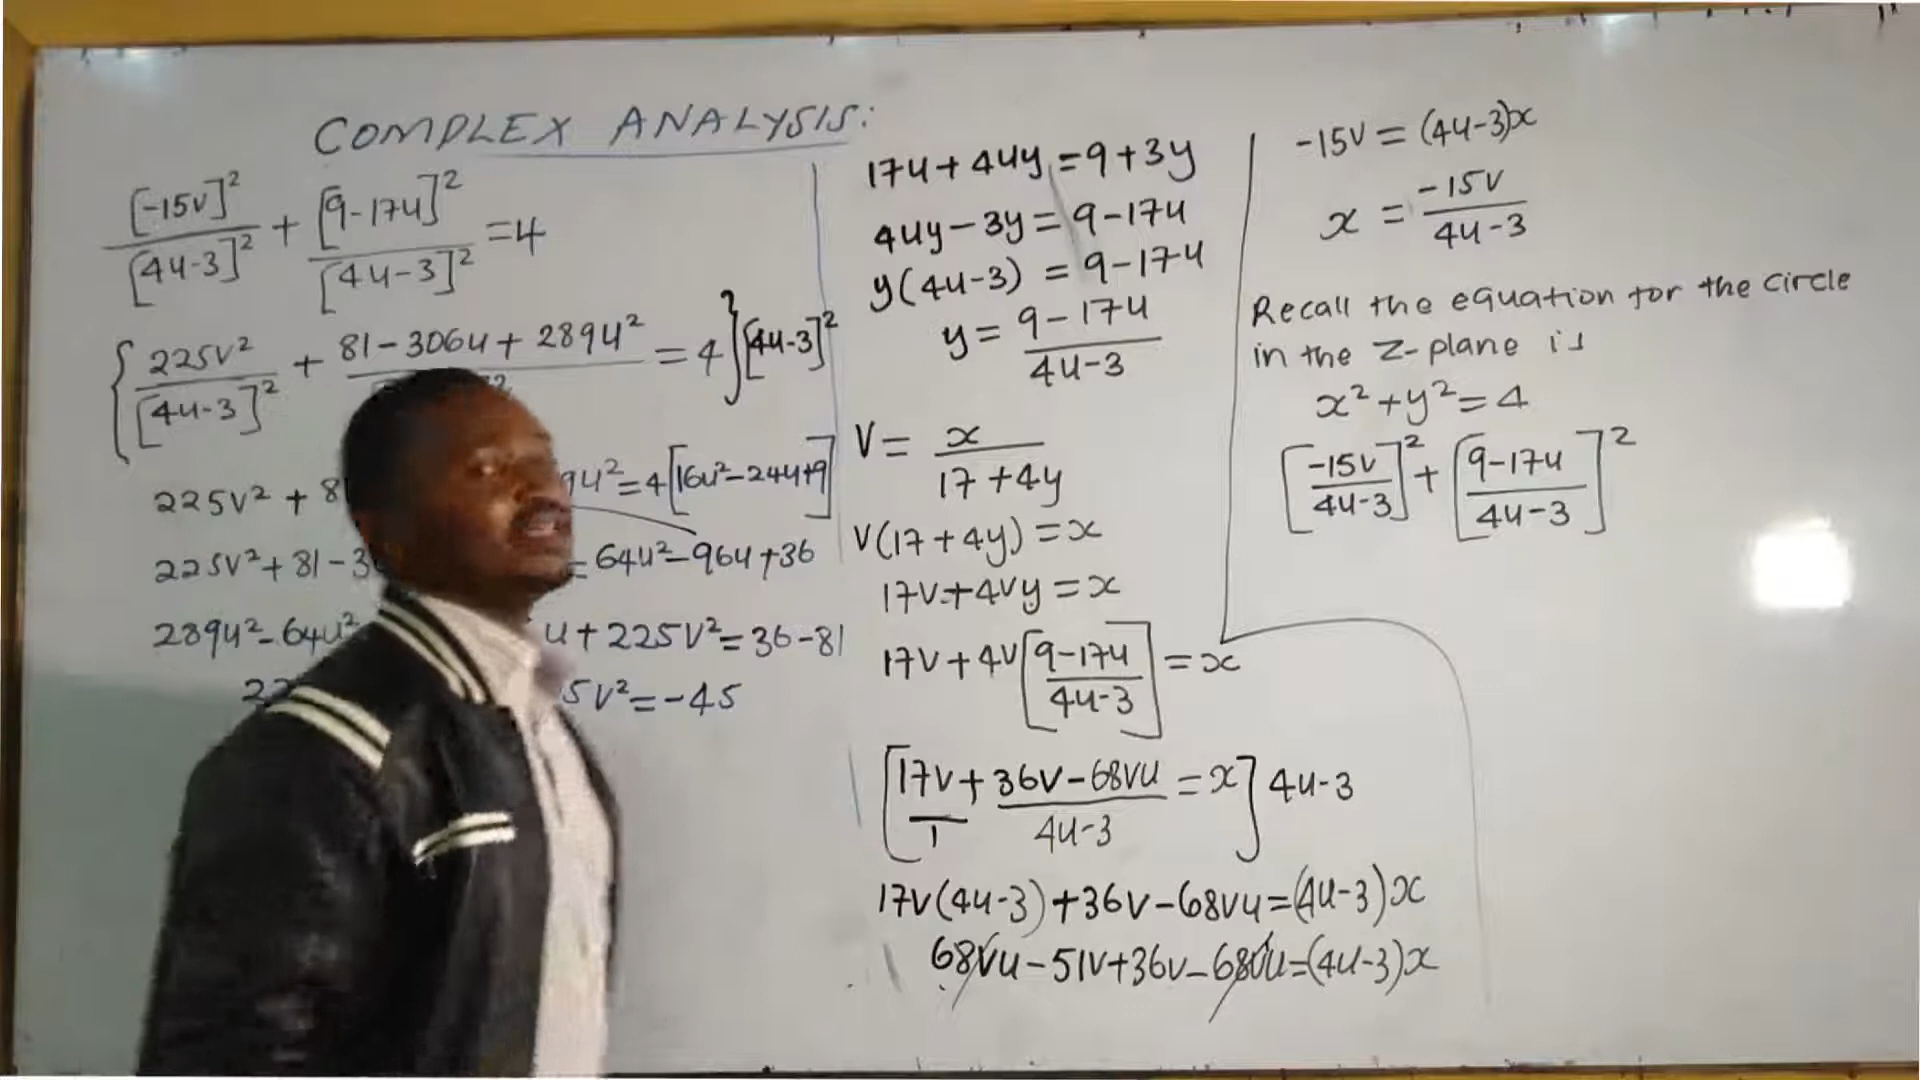 COMPLEX ANALYSIS:
[-15V]²/[4U-3]² + [9-17U]²/[4U-3]² =4
{225V²/[4U-3]² + 81-306U+289U²/ ² = 4}[4U-3]²
225V² + 8 9U²=4[16U²-24U+9]
225V²+81-3 =64U²-96U+36
289U²-64U² U+225V²=36-81
22 5V²=-45
17U+4Uy=9+3y
4Uy-3y=9-17U
y(4U-3) =9-17U
y= 9-17U/4U-3
V= x/17+4y
V(17+4y)=x
17V+4Vy=x
17V+4V[9-17U/4U-3]=x
[17V/1+36V-68VU/4U-3=x]4U-3
17V(4U-3)+36V-68VU=(4U-3)x
68VU-51V+36V-68VU=(4U-3)x
-15V=(4U-3)x
x = -15V/4U-3
Recall the equation for the circle
in the Z-plane is
x²+y²=4
[-15V/4U-3]²+[9-17U/4U-3]²